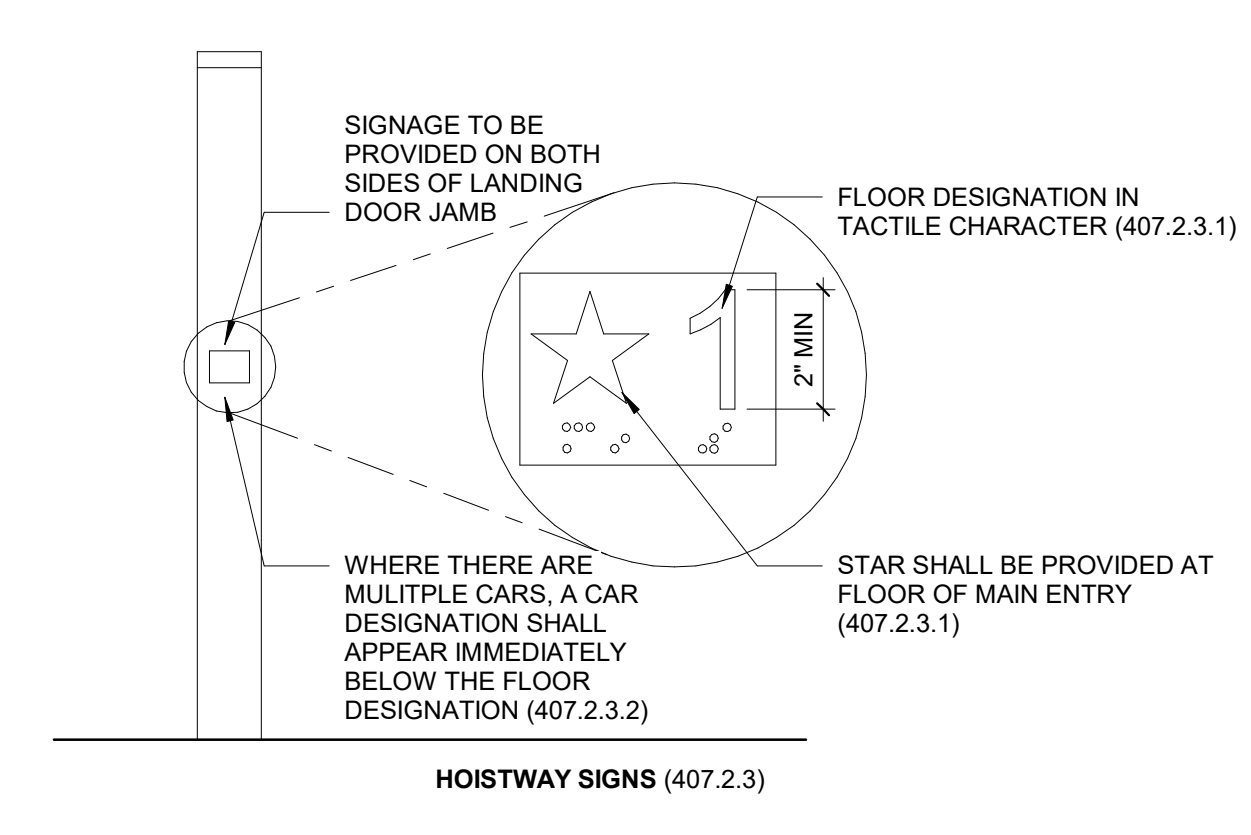 SIGNAGE TO BE
PROVIDED ON BOTH
SIDES OF LANDING
DOOR JAMB
FLOOR DESIGNATION IN
TACTILE CHARACTER (407.2.3.1)
1
2" MIN
WHERE THERE ARE
MULITPLE CARS, A CAR
DESIGNATION SHALL
APPEAR IMMEDIATELY
BELOW THE FLOOR
DESIGNATION (407.2.3.2)
STAR SHALL BE PROVIDED AT
FLOOR OF MAIN ENTRY
(407.2.3.1)
HOISTWAY SIGNS (407.2.3)